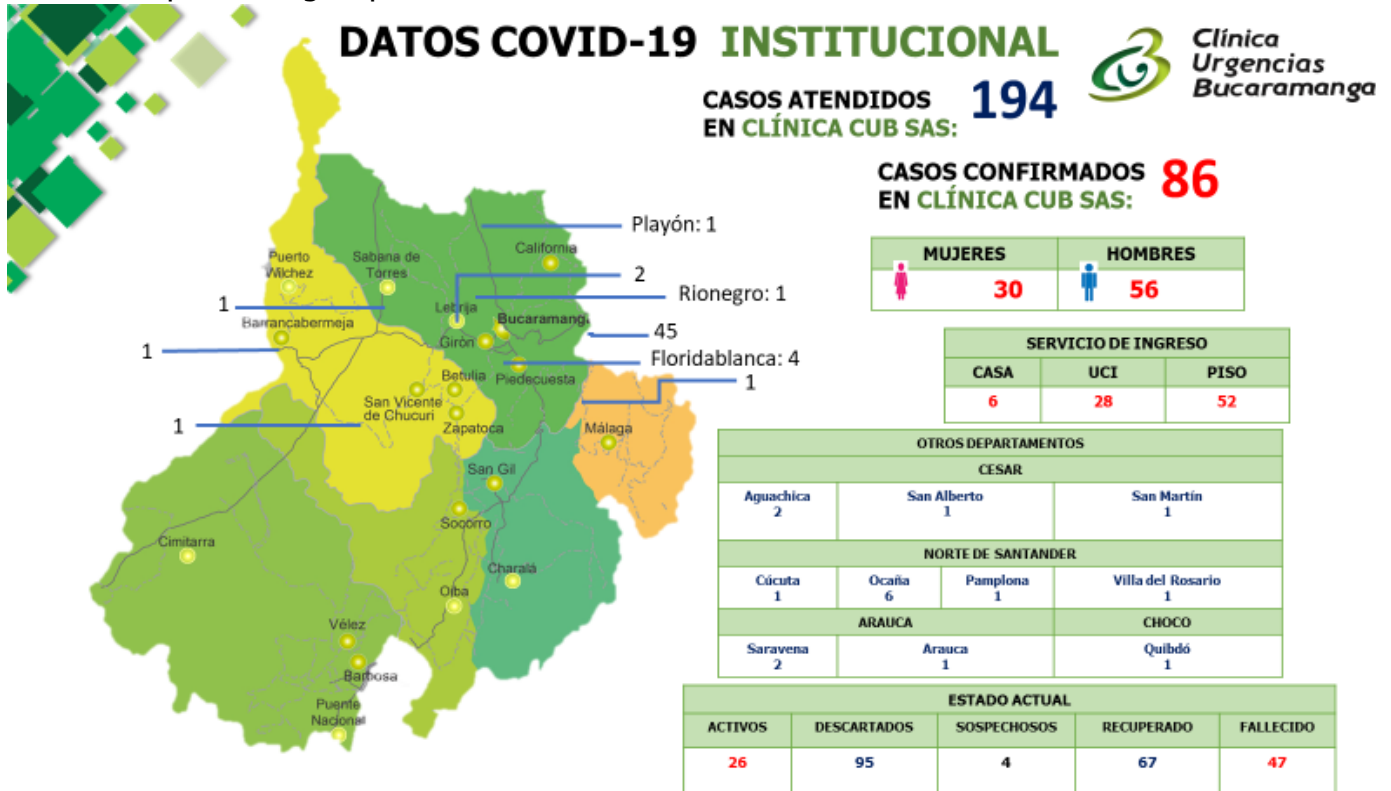 DATOS COVID-19 INSTITUCIONAL
Clínica
Urgencias
Bucaramanga
CASOS ATENDIDOS
EN CLÍNICA CUB SAS:
194
CASOS CONFIRMADOS
EN CLÍNICA CUB SAS:
86
MUJERES HOMBRES
30 56
SERVICIO DE INGRESO
CASA UCI PISO
6 28 52
OTROS DEPARTAMENTOS
CESAR
Aguachica San Alberto San Martín
2 1 1
NORTE DE SANTANDER
Cúcuta Ocaña Pamplona Villa del Rosario
1 6 1 1
ARAUCA CHOCO
Saravena Arauca Quibdó
2 1 1
ESTADO ACTUAL
ACTIVOS DESCARTADOS SOSPECHOSOS RECUPERADO FALLECIDO
26 95 4 67 47
Playón: 1
2
Rionegro: 1
45
Floridablanca: 4
1
1
1
1
Puerto
Wilchez
Sabana de
Torres
California
Lebrija
Bucaramang
Barrancabermeja
Girón
Betulia
Piedecuesta
San Vicente
de Chucuri
Zapatoca
Málaga
San Gil
Socorro
Cimitarra
Charalá
Oiba
Vélez
Barbosa
Puente
Nacional